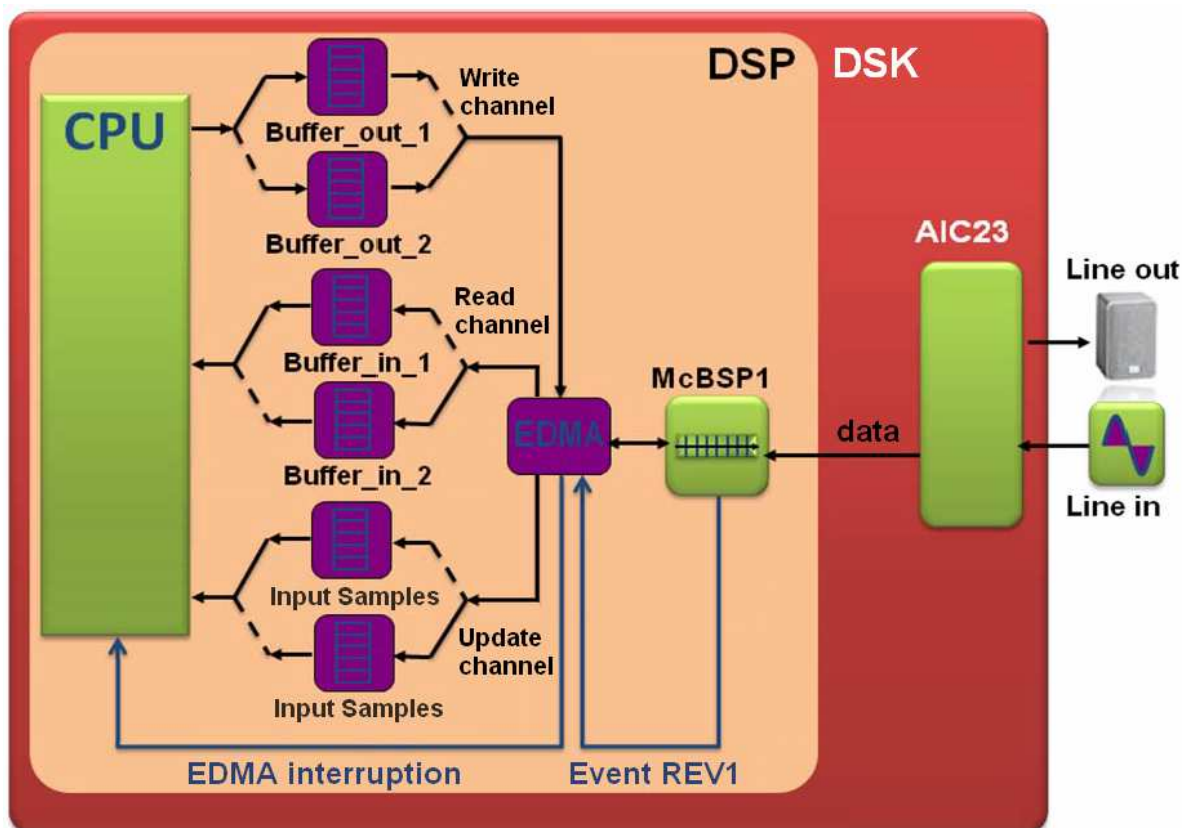 DSP
DSK
CPU
Write
channel
Buffer_out_1
Buffer_out_2
AIC23
Line out
Read
channel
Buffer_in_1
McBSP1
EDMA
data
Buffer_in_2
Line in
Input Samples
Update
channel
Input Samples
EDMA interruption
Event REV1